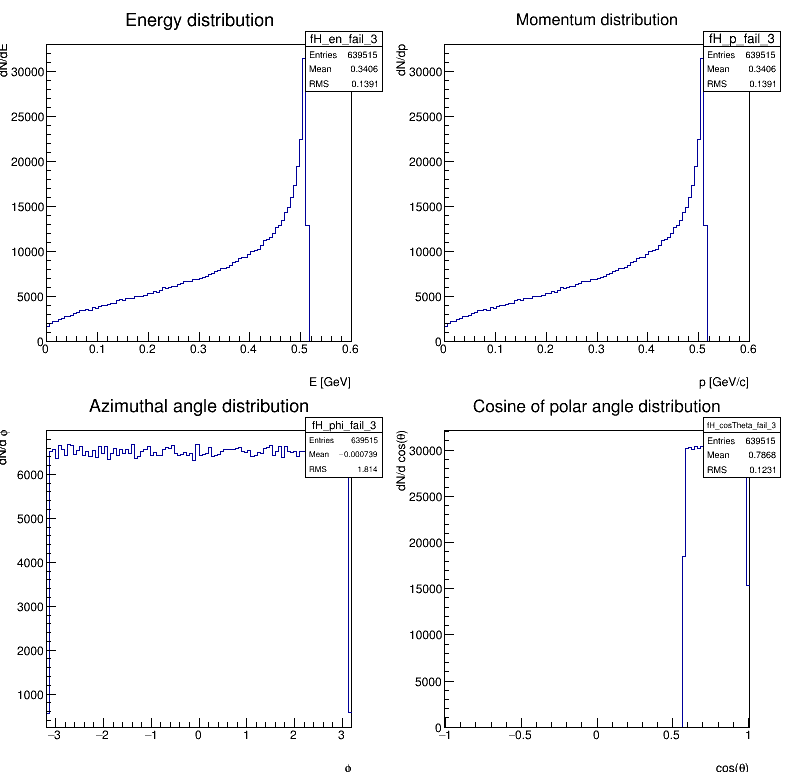 Energy distribution
dN/dE
fH_en_fail_3
Entries 639515
Mean 0.3406
RMS 0.1391
30000
25000
20000
15000
10000
5000
0
0 0.1 0.2 0.3 0.4 0.5 0.6
E [GeV]
Momentum distribution
dN/dp
fH_p_fail_3
Entries 639515
Mean 0.3406
RMS 0.1391
30000
25000
20000
15000
10000
5000
0
0 0.1 0.2 0.3 0.4 0.5 0.6
p [GeV/c]
Azimuthal angle distribution
dN/d ϕ
fH_phi_fail_3
Entries 639515
Mean −0.000739
RMS 1.814
6000
5000
4000
3000
2000
1000
−3 −2 −1 0 1 2 3
ϕ
Cosine of polar angle distribution
dN/d cos(θ)
fH_cosTheta_fail_3
Entries 639515
Mean 0.7868
RMS 0.1231
30000
25000
20000
15000
10000
5000
0
−1 −0.5 0 0.5 1
cos(θ)